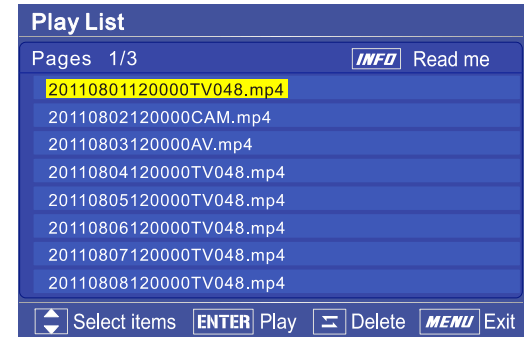 Play List
Pages 1/3 INFO Read me
20110801120000TV048.mp4
20110802120000CAM.mp4
20110803120000AV.mp4
20110804120000TV048.mp4
20110805120000TV048.mp4
20110806120000TV048.mp4
20110807120000TV048.mp4
20110808120000TV048.mp4
Select items ENTER Play Delete MENU Exit